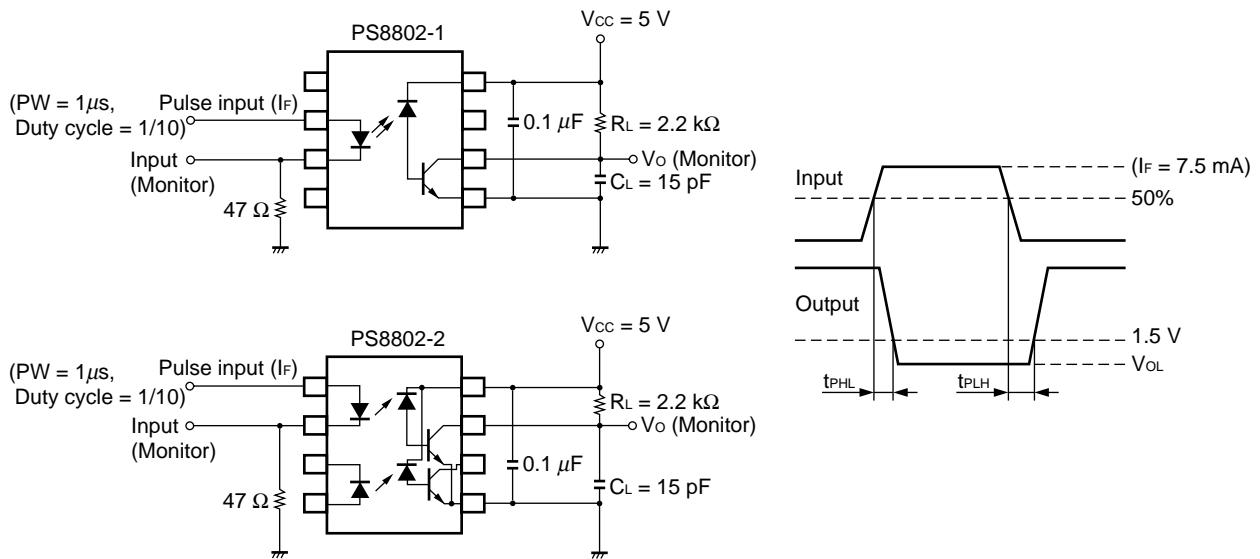 VCC = 5 V
PS8802-1
(PW = 1μs,
Duty cycle = 1/10)
Pulse input (IF)
Input
(Monitor)
47 Ω
0.1 μF
RL = 2.2 kΩ
VO (Monitor)
CL = 15 pF
VCC = 5 V
PS8802-2
(PW = 1μs,
Duty cycle = 1/10)
Pulse input (IF)
Input
(Monitor)
47 Ω
0.1 μF
RL = 2.2 kΩ
VO (Monitor)
CL = 15 pF
Input
(IF = 7.5 mA)
50%
Output
1.5 V
VOL
tPHL
tPLH